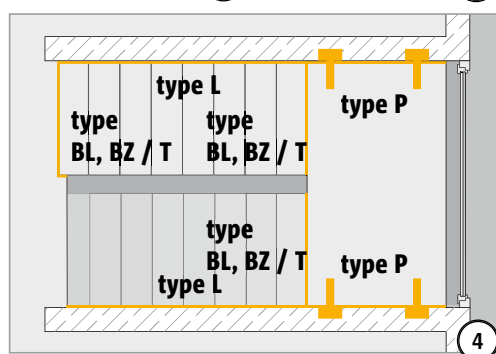 type L
type P
type
BL, BZ / T
type
BL, BZ / T
type
BL, BZ / T
type L
type P
4